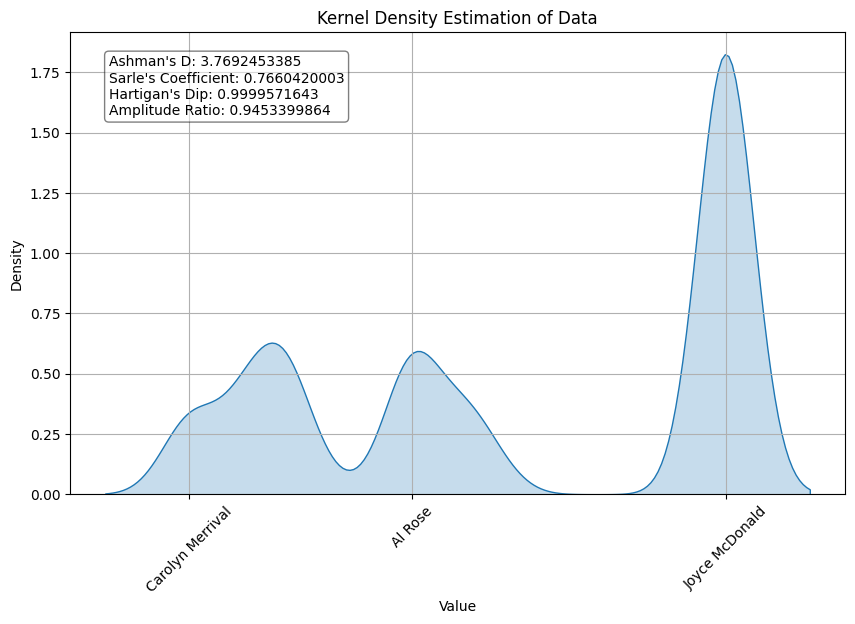 Kernel Density Estimation of Data
Ashman's D: 3.7692453385
Sarle's Coefficient: 0.7660420003
Hartigan's Dip: 0.9999571643
Amplitude Ratio: 0.9453399864
Density
1.75
1.50
1.25
1.00
0.75
0.50
0.25
0.00
Carolyn Merrival
Al Rose
Joyce McDonald
Value